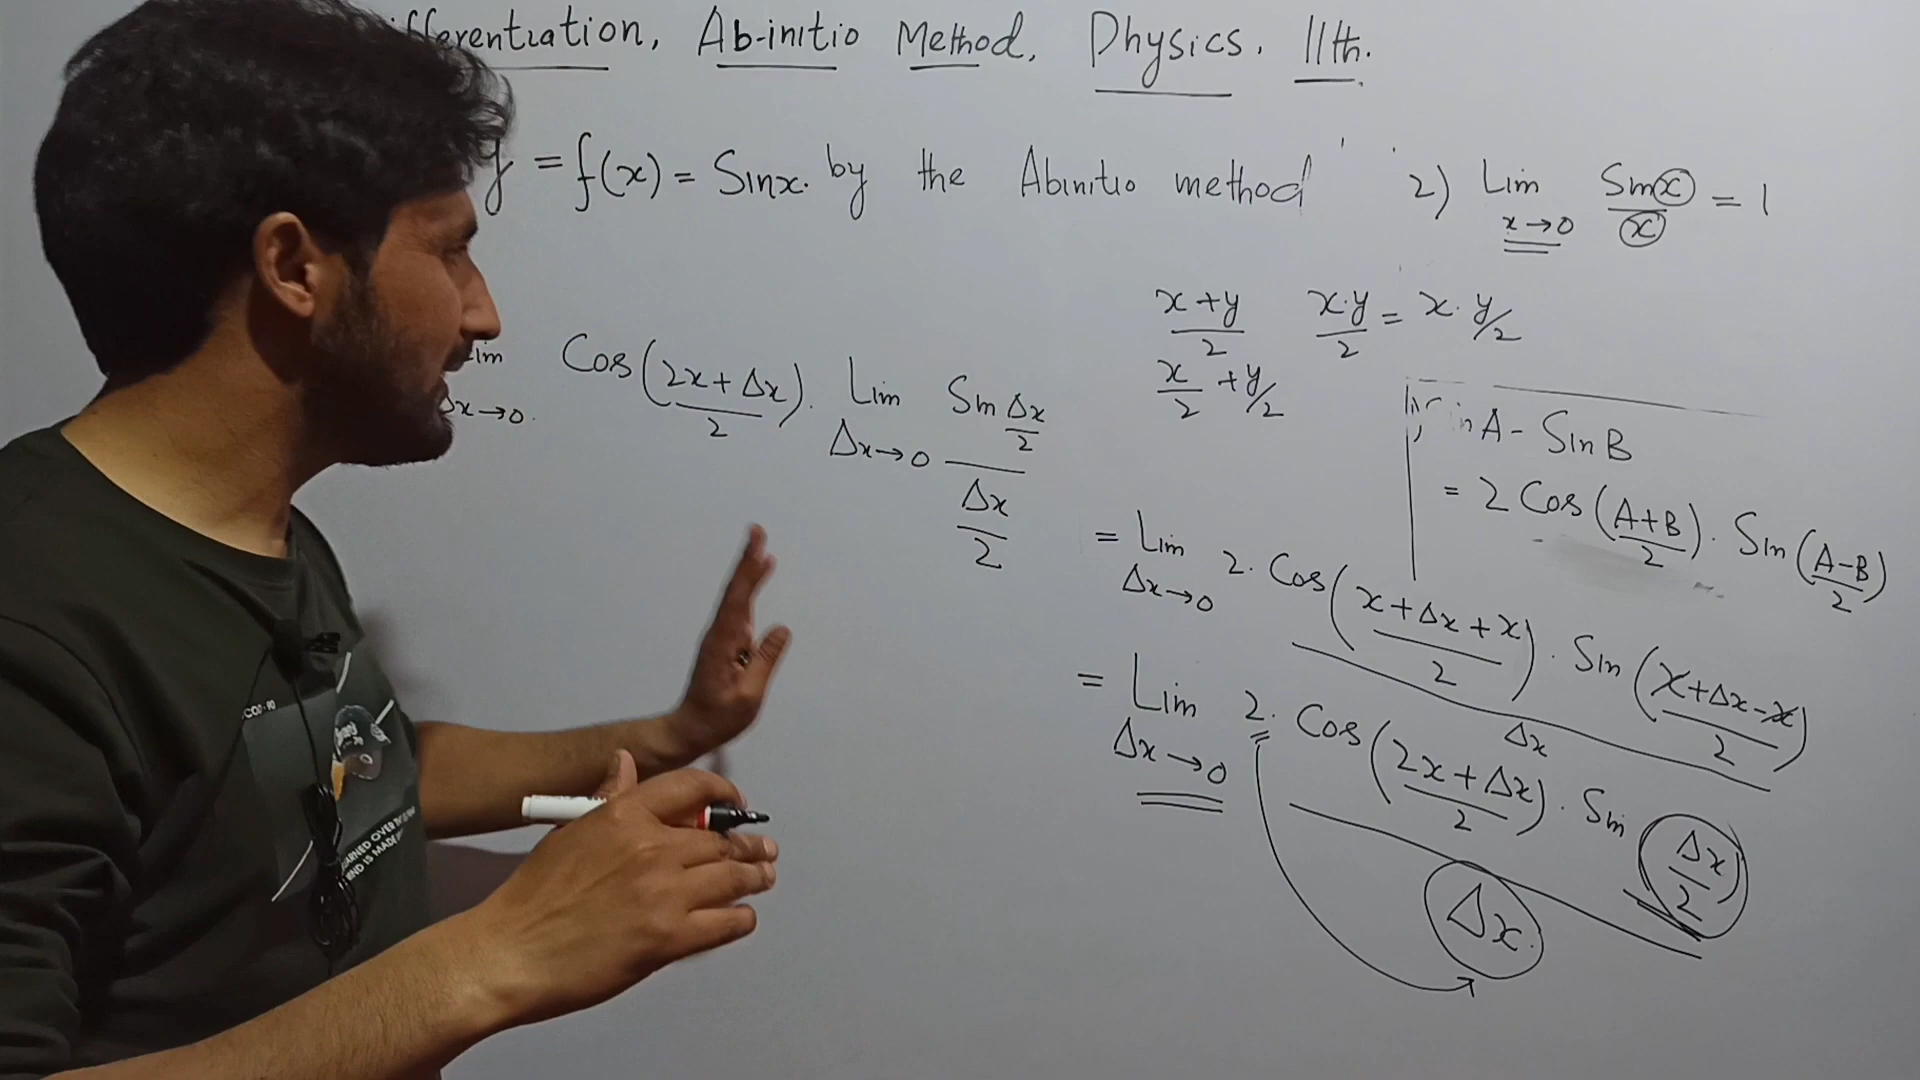 ifferentiation, Ab-initio Method, Physics, 11th.
y = f(x) = Sinx. by the Abinitio method
2) Lim x→0 Sin x / x = 1
x+y / 2
x·y / 2 = x · y/2
x/2 + y/2
Lim Δx→0 Cos(2x+Δx / 2) . Lim Δx→0 Sin Δx/2 / Δx/2
nA - SinB
= 2 Cos(A+B / 2) . Sin(A-B / 2)
= Lim Δx→0 2. Cos(x+Δx+x / 2) . Sin(x+Δx-x / 2) / Δx
= Lim Δx→0 2. Cos(2x+Δx / 2) . Sin(Δx / 2) / Δx.